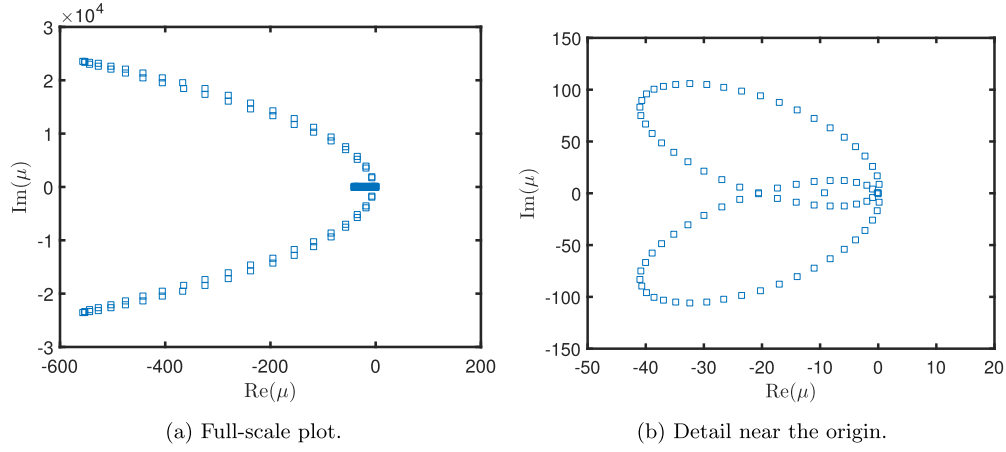 ×10⁴
3
2
1
0
-1
-2
-3
-600 -400 -200 0 200
Im(μ)
Re(μ)
(a) Full-scale plot.
150
100
50
0
-50
-100
-150
-50 -40 -30 -20 -10 0 10 20
Im(μ)
Re(μ)
(b) Detail near the origin.